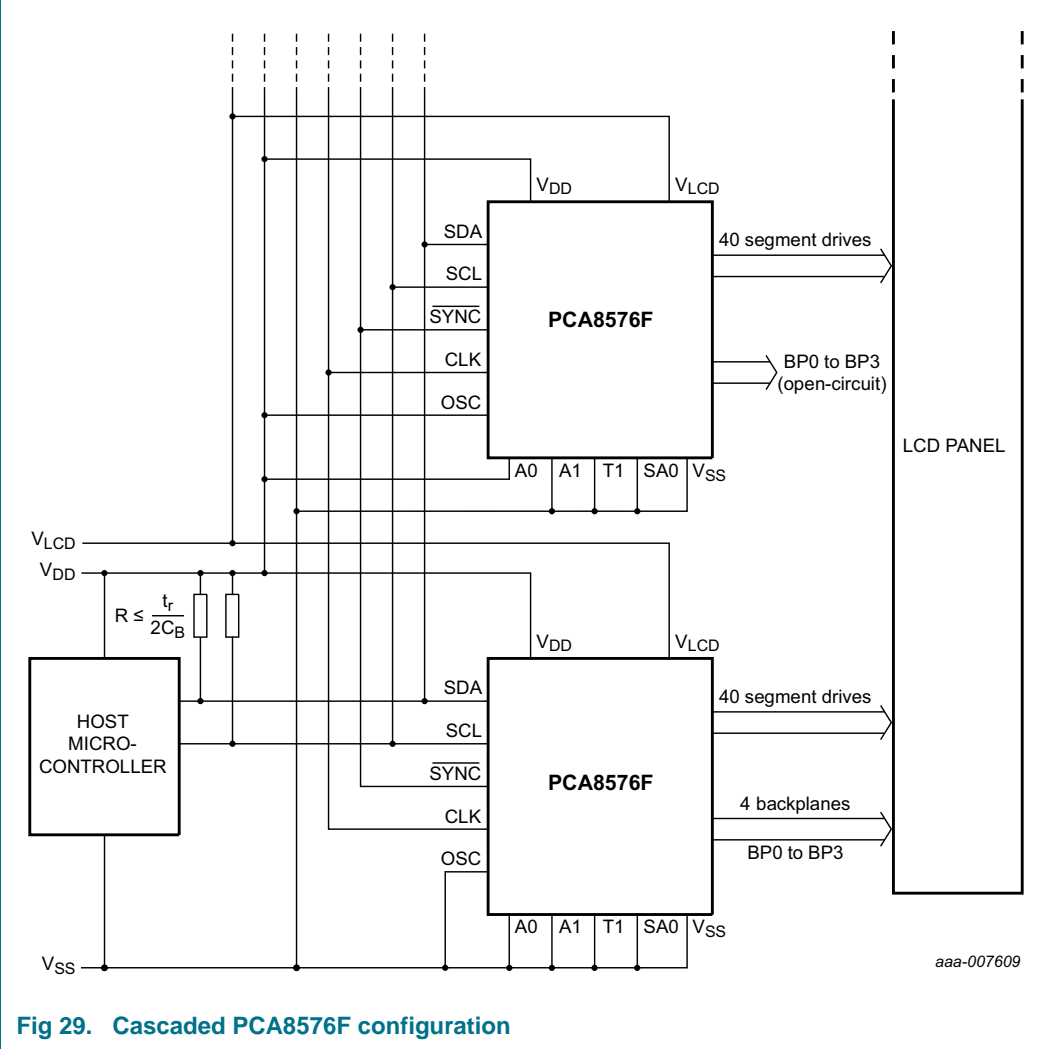 VDD
VLCD
SDA
SCL
SYNC
CLK
OSC
PCA8576F
40 segment drives
BP0 to BP3
(open-circuit)
A0
A1
T1
SA0
VSS
LCD PANEL
VLCD
VDD
R ≤ tr
2CB
HOST
MICRO-
CONTROLLER
VDD
VLCD
SDA
SCL
SYNC
CLK
OSC
PCA8576F
40 segment drives
4 backplanes
BP0 to BP3
A0
A1
T1
SA0
VSS
VSS
aaa-007609
Fig 29. Cascaded PCA8576F configuration